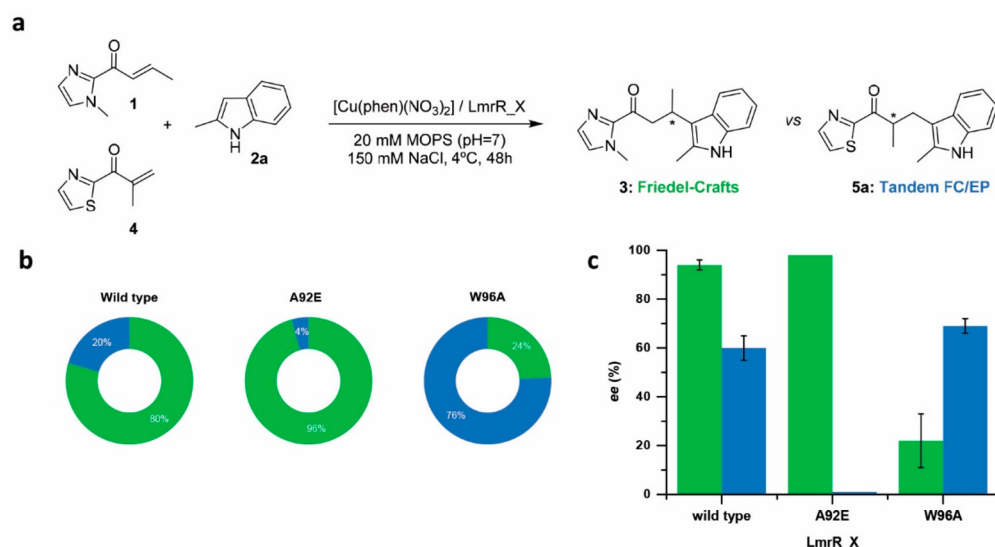 a
O
N
N
1
+
O
N
S
4
N
H
2a
[Cu(phen)(NO₃)₂] / LmrR_X
20 mM MOPS (pH=7)
150 mM NaCl, 4ºC, 48h
O
N
N
*
NH
3: Friedel-Crafts
vs
O
N
S
*
NH
5a: Tandem FC/EP
b
Wild type
20%
80%
A92E
4%
96%
W96A
24%
76%
c
100
80
60
40
20
0
ee (%)
wild type
A92E
W96A
LmrR_X